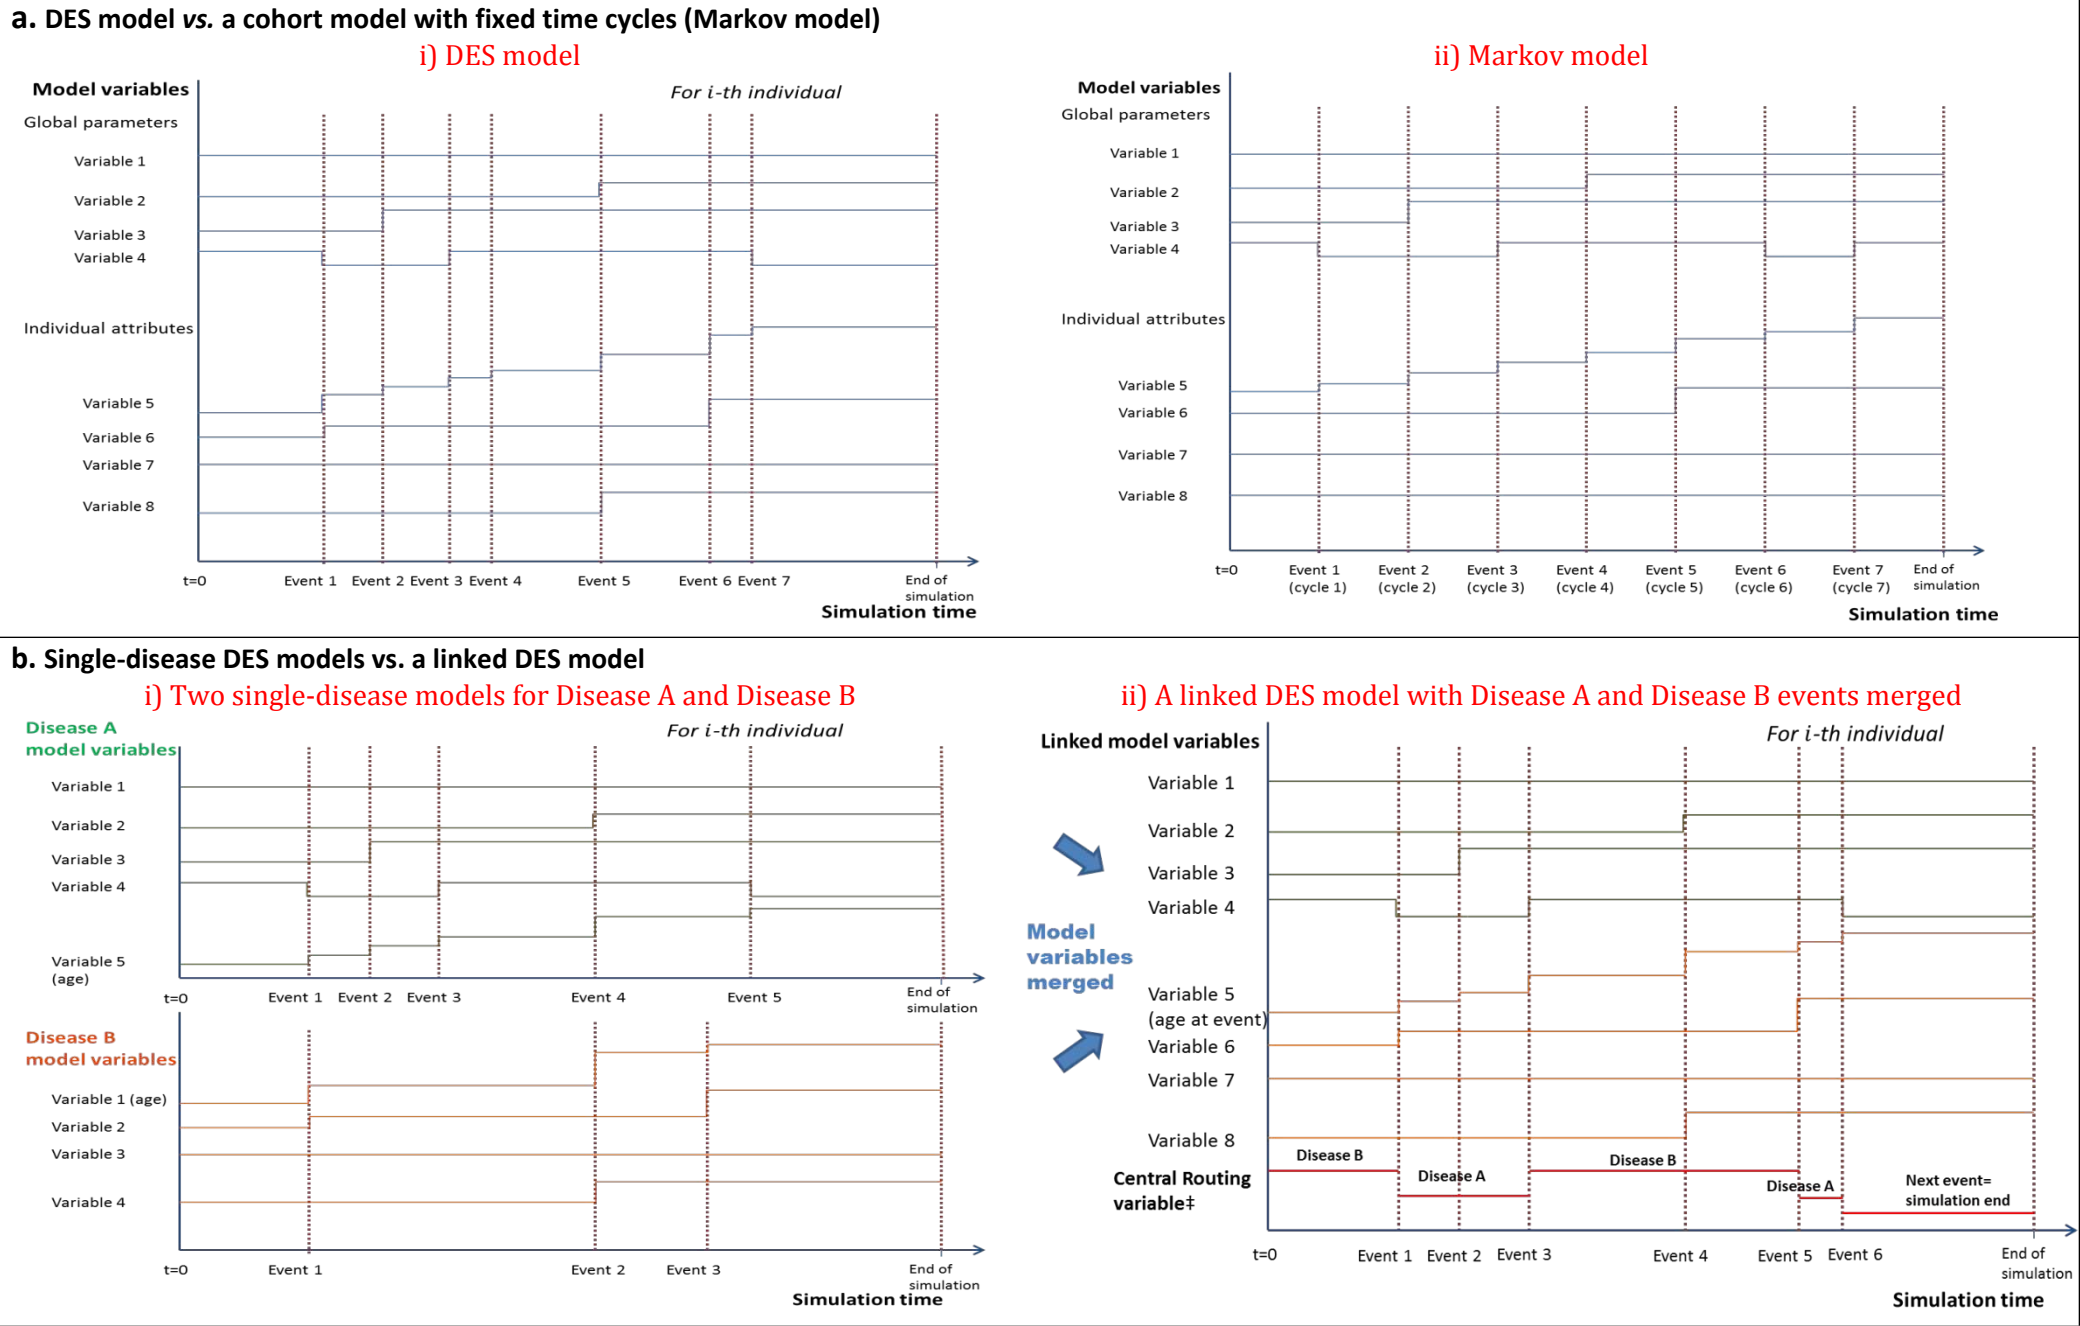 a. DES model vs. a cohort model with fixed time cycles (Markov model)
i) DES model
Model variables
For i-th individual
Global parameters
Variable 1
Variable 2
Variable 3
Variable 4
Individual attributes
Variable 5
Variable 6
Variable 7
Variable 8
t=0 Event 1 Event 2 Event 3 Event 4 Event 5 Event 6 Event 7 End of
simulation
Simulation time
ii) Markov model
Model variables
Global parameters
Variable 1
Variable 2
Variable 3
Variable 4
Individual attributes
Variable 5
Variable 6
Variable 7
Variable 8
t=0 Event 1 Event 2 Event 3 Event 4 Event 5 Event 6 Event 7 End of
(cycle 1) (cycle 2) (cycle 3) (cycle 4) (cycle 5) (cycle 6) (cycle 7) simulation
Simulation time
b. Single-disease DES models vs. a linked DES model
i) Two single-disease models for Disease A and Disease B
Disease A
model variables
For i-th individual
Variable 1
Variable 2
Variable 3
Variable 4
Variable 5
(age)
t=0 Event 1 Event 2 Event 3 Event 4 Event 5 End of
simulation
Disease B
model variables
Variable 1 (age)
Variable 2
Variable 3
Variable 4
t=0 Event 1 Event 2 Event 3 End of
simulation
Simulation time
ii) A linked DES model with Disease A and Disease B events merged
Linked model variables
For i-th individual
Model
variables
merged
Variable 1
Variable 2
Variable 3
Variable 4
Variable 5
(age at event)
Variable 6
Variable 7
Variable 8
Central Routing
variable‡
Disease B
Disease A
Disease B
Disease A
Next event=
simulation end
t=0 Event 1 Event 2 Event 3 Event 4 Event 5 Event 6 End of
simulation
Simulation time